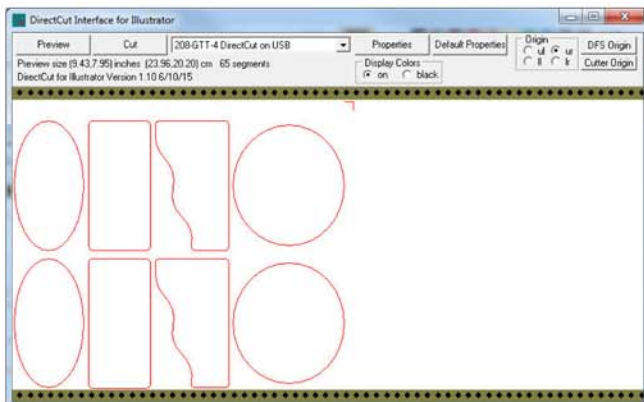 DirectCut Interface for Illustrator
Preview
Cut
208-GTT-4 DirectCut on USB
Properties
Default Properties
Origin
ul
ur
ll
lr
DFS Origin
Cutter Origin
Preview size (9.43,7.95) inches (23.96,20.20) cm 65 segments
DirectCut for Illustrator Version 1.10 6/10/15
Display Colors
on
black